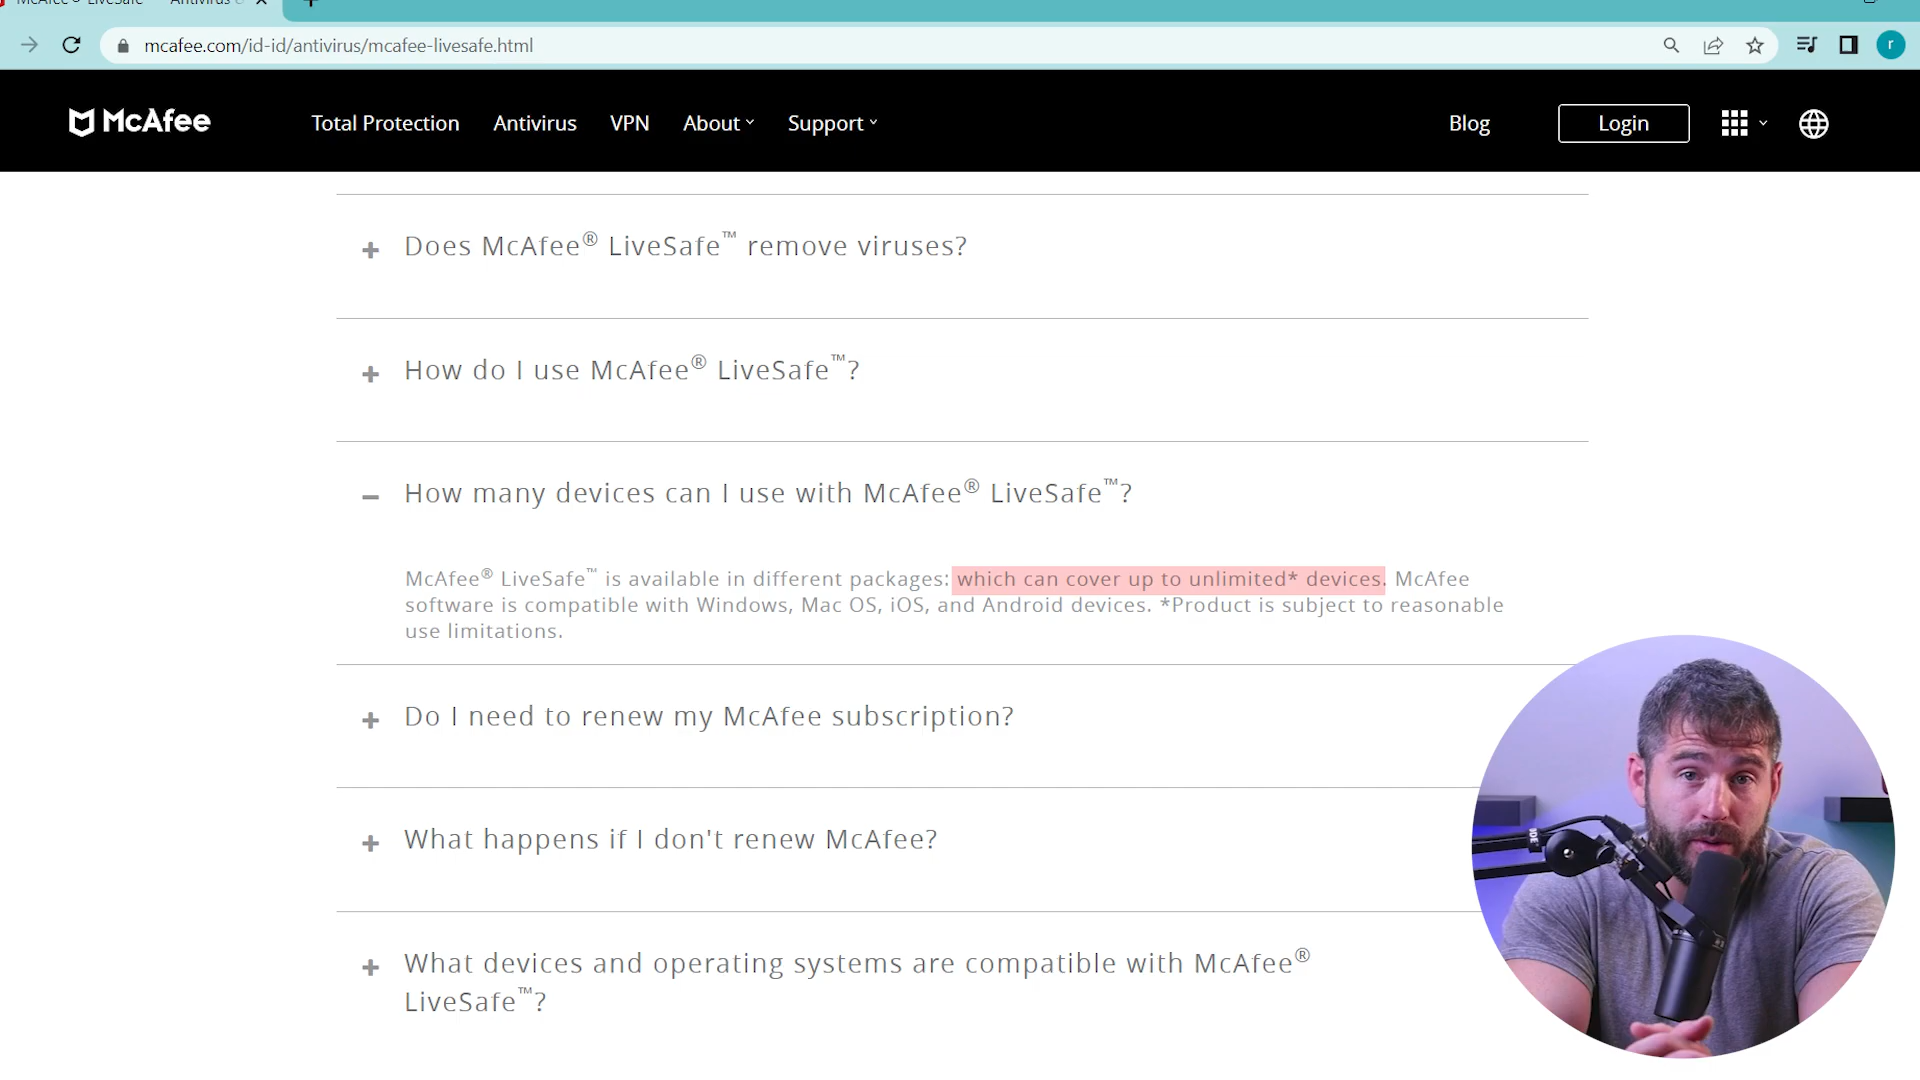 McAfee® LiveSafe™ Antivirus
mcafee.com/id-id/antivirus/mcafee-livesafe.html
r
McAfee
Total Protection
Antivirus
VPN
About
Support
Blog
Login
Does McAfee® LiveSafe™ remove viruses?
How do I use McAfee® LiveSafe™?
How many devices can I use with McAfee® LiveSafe™?
McAfee® LiveSafe™ is available in different packages: which can cover up to unlimited* devices. McAfee
software is compatible with Windows, Mac OS, iOS, and Android devices. *Product is subject to reasonable
use limitations.
Do I need to renew my McAfee subscription?
What happens if I don't renew McAfee?
What devices and operating systems are compatible with McAfee®
LiveSafe™?